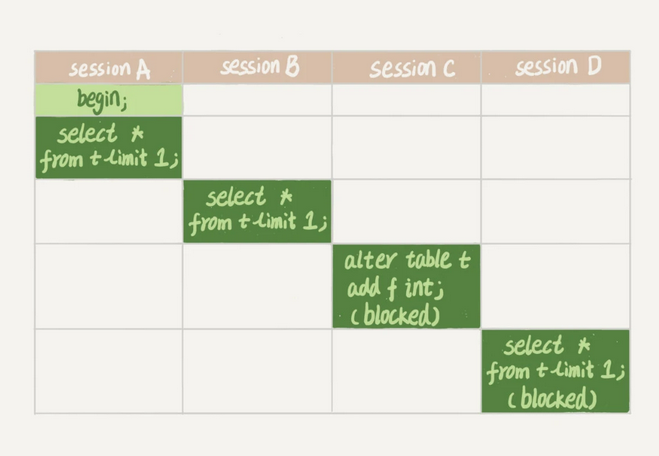 session A
session B
session C
session D
begin;
select *
from t limit 1;
select *
from t limit 1;
alter table t
add f int;
(blocked)
select *
from t limit 1;
(blocked)